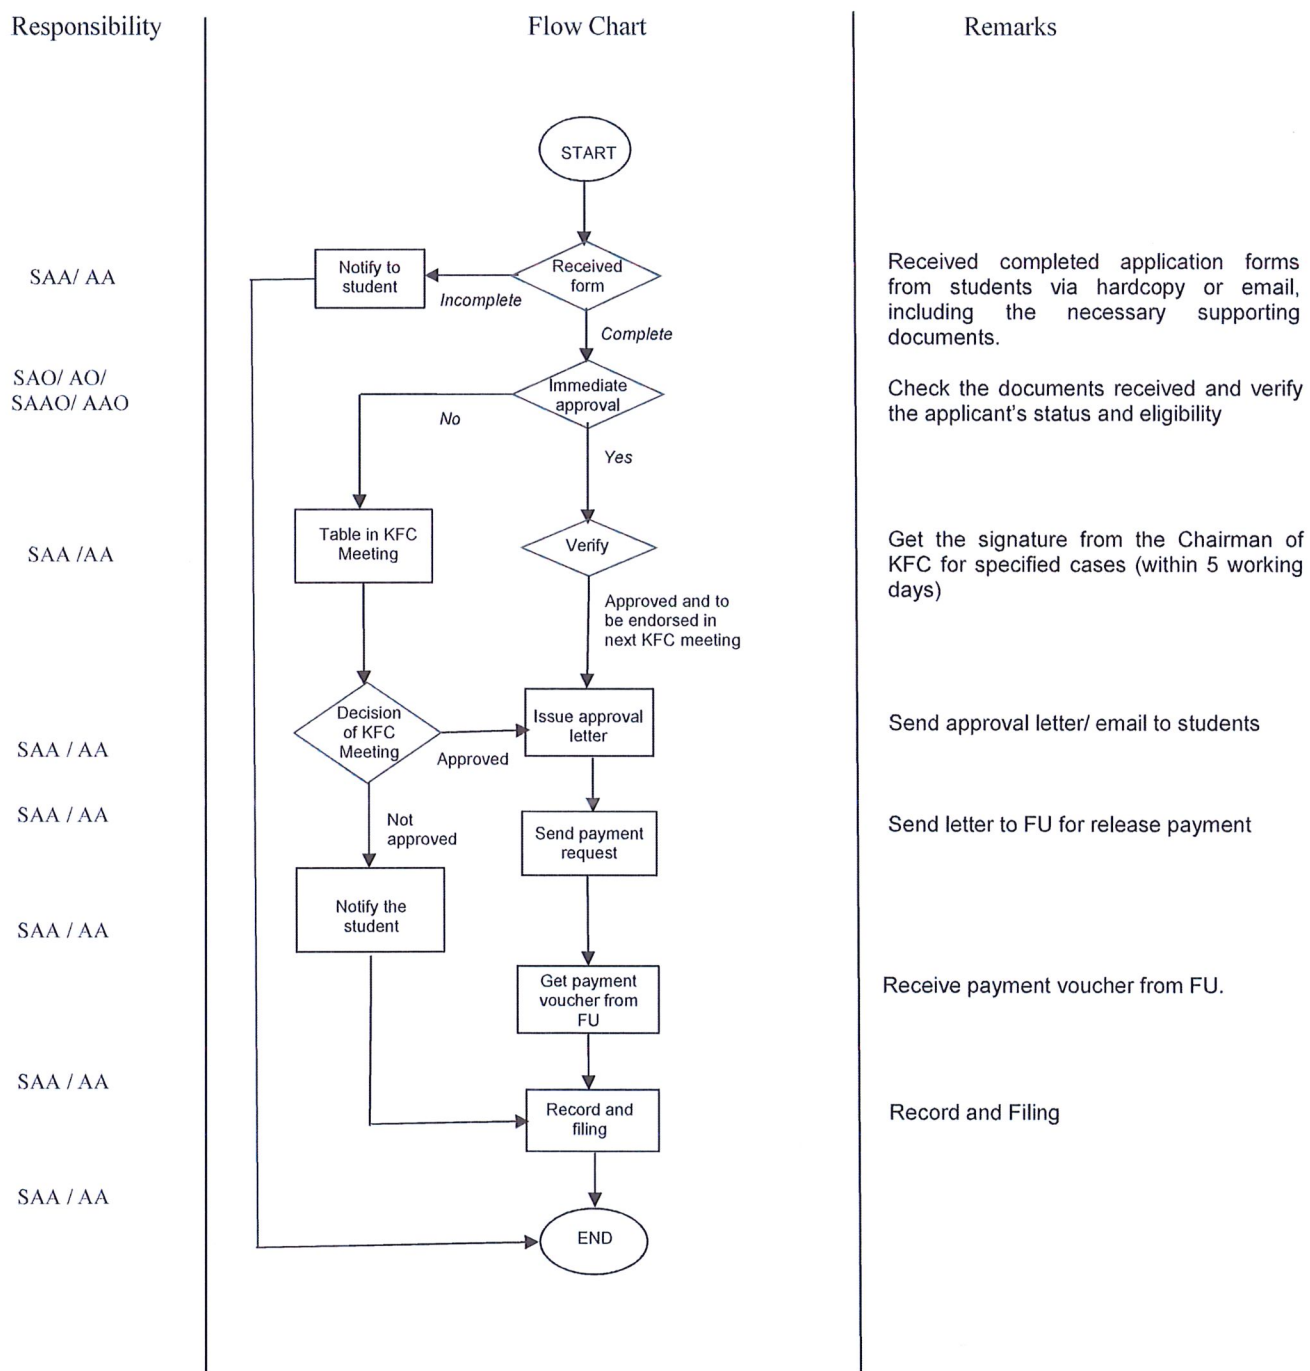 Responsibility
Flow Chart
Remarks
START
SAA/ AA
Notify to
student
Incomplete
Received
form
Complete
Received completed application forms
from students via hardcopy or email,
including the necessary supporting
documents.
SAO/ AO/
SAAO/ AAO
Immediate
approval
No
Yes
Check the documents received and verify
the applicant's status and eligibility
SAA /AA
Table in KFC
Meeting
Verify
Get the signature from the Chairman of
KFC for specified cases (within 5 working
days)
Approved and to
be endorsed in
next KFC meeting
SAA / AA
Decision
of KFC
Meeting
Approved
Issue approval
letter
Send approval letter/ email to students
SAA / AA
Not
approved
Send payment
request
Send letter to FU for release payment
SAA / AA
Notify the
student
Get payment
voucher from
FU
Receive payment voucher from FU.
SAA / AA
Record and
filing
Record and Filing
SAA / AA
END